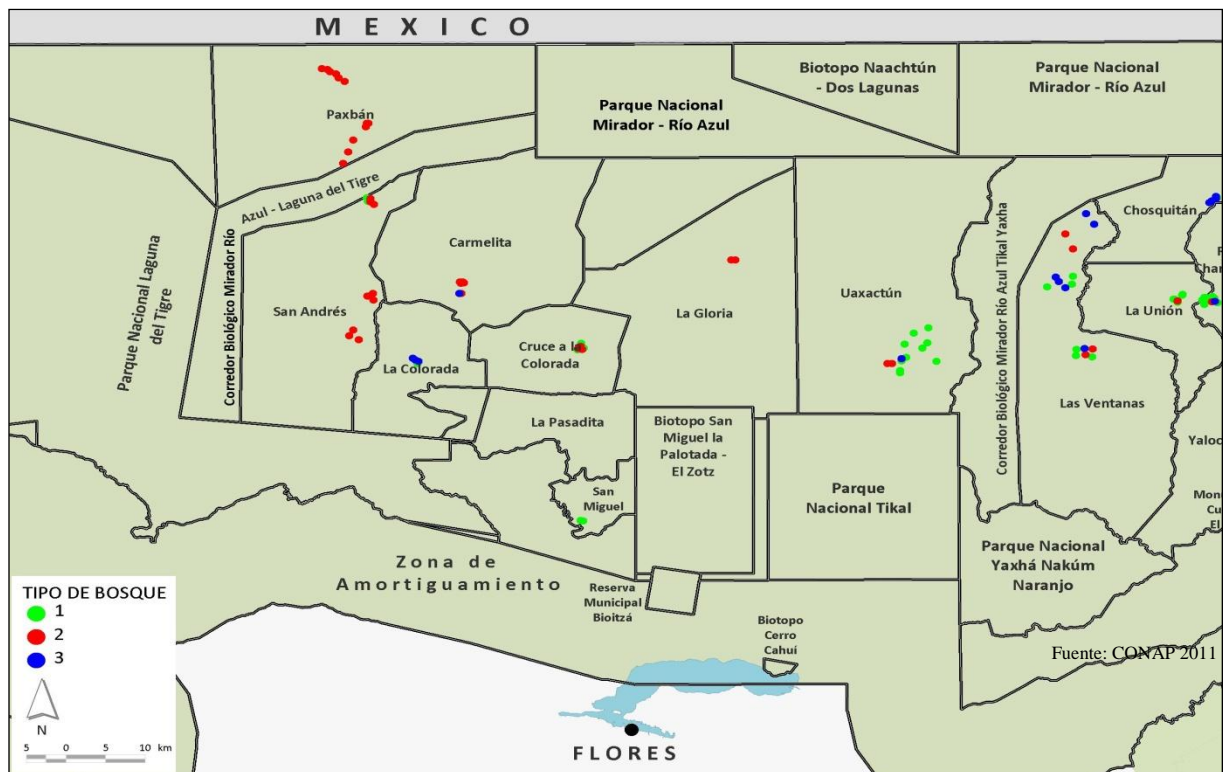 MEXICO
Paxbán
Parque Nacional
Mirador - Río Azul
Biotopo Naachtún
- Dos Lagunas
Parque Nacional
Mirador - Río Azul
Azul - Laguna del Tigre
Corredor Biológico Mirador Río
Parque Nacional Laguna
del Tigre
Carmelita
San Andrés
La Gloria
Uaxactún
Corredor Biológico Mirador Río Azul Tikal Yaxha
Chosquitán
La Unión
Cruce a la
Colorada
La Colorada
Las Ventanas
La Pasadita
Biotopo San
Miguel la
Palotada -
El Zotz
San
Miguel
Parque
Nacional Tikal
Parque Nacional
Yaxhá Nakúm
Naranjo
Zona de
Amortiguamiento
Reserva
Municipal
Bioitzá
Biotopo
Cerro
Cahuí
Fuente: CONAP 2011
FLORES
TIPO DE BOSQUE
1
2
3
N
5 0 5 10 km